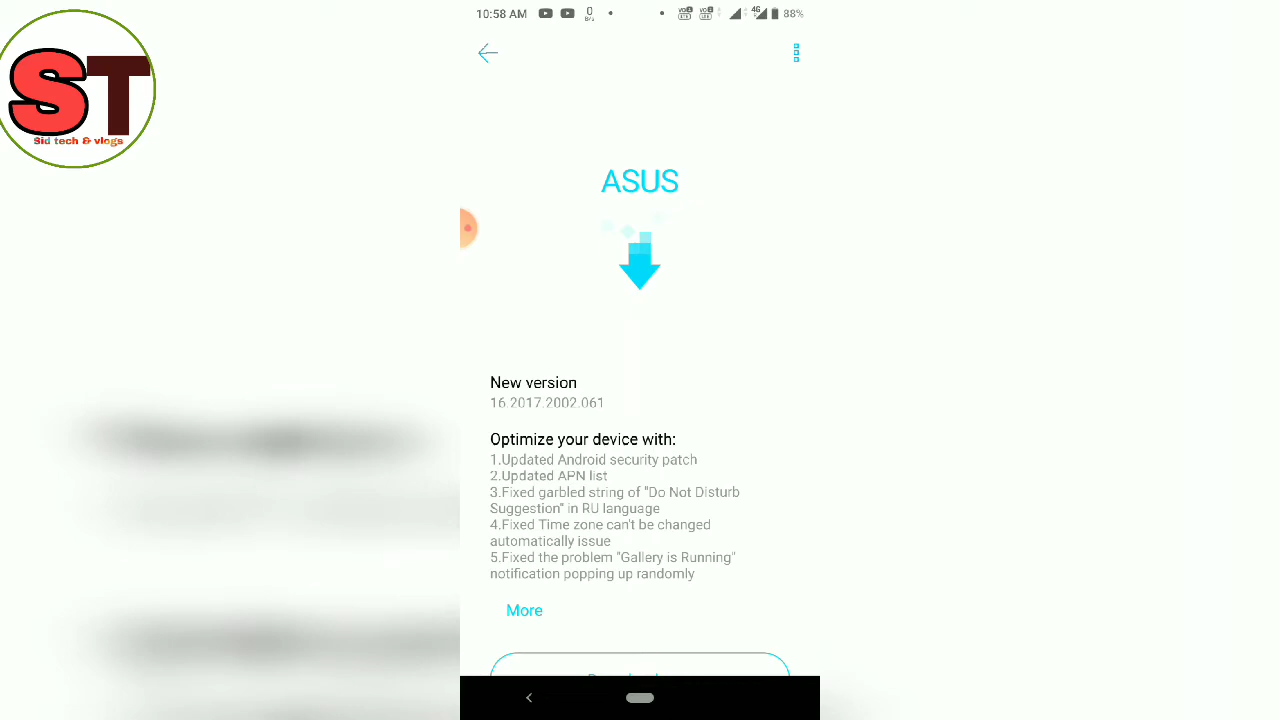 10:58 AM
0
B/s
4G
88%
ST
Sid tech & vlogs
ASUS
New version
16.2017.2002.061
Optimize your device with:
1.Updated Android security patch
2.Updated APN list
3.Fixed garbled string of "Do Not Disturb
Suggestion" in RU language
4.Fixed Time zone can't be changed
automatically issue
5.Fixed the problem "Gallery is Running"
notification popping up randomly
More